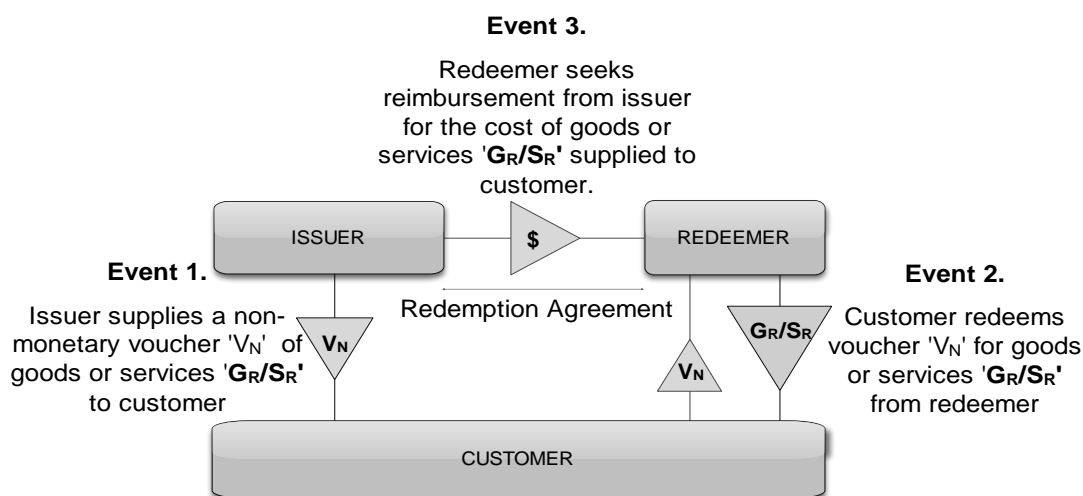 Event 3.
Redeemer seeks
reimbursement from issuer
for the cost of goods or
services 'GR/SR' supplied to
customer.
ISSUER
$
REDEEMER
Event 1.
Redemption Agreement
Event 2.
Issuer supplies a non-
monetary voucher 'VN' of
goods or services 'GR/SR'
to customer
VN
VN
GR/SR
Customer redeems
voucher 'VN' for goods
or services 'GR/SR'
from redeemer
CUSTOMER